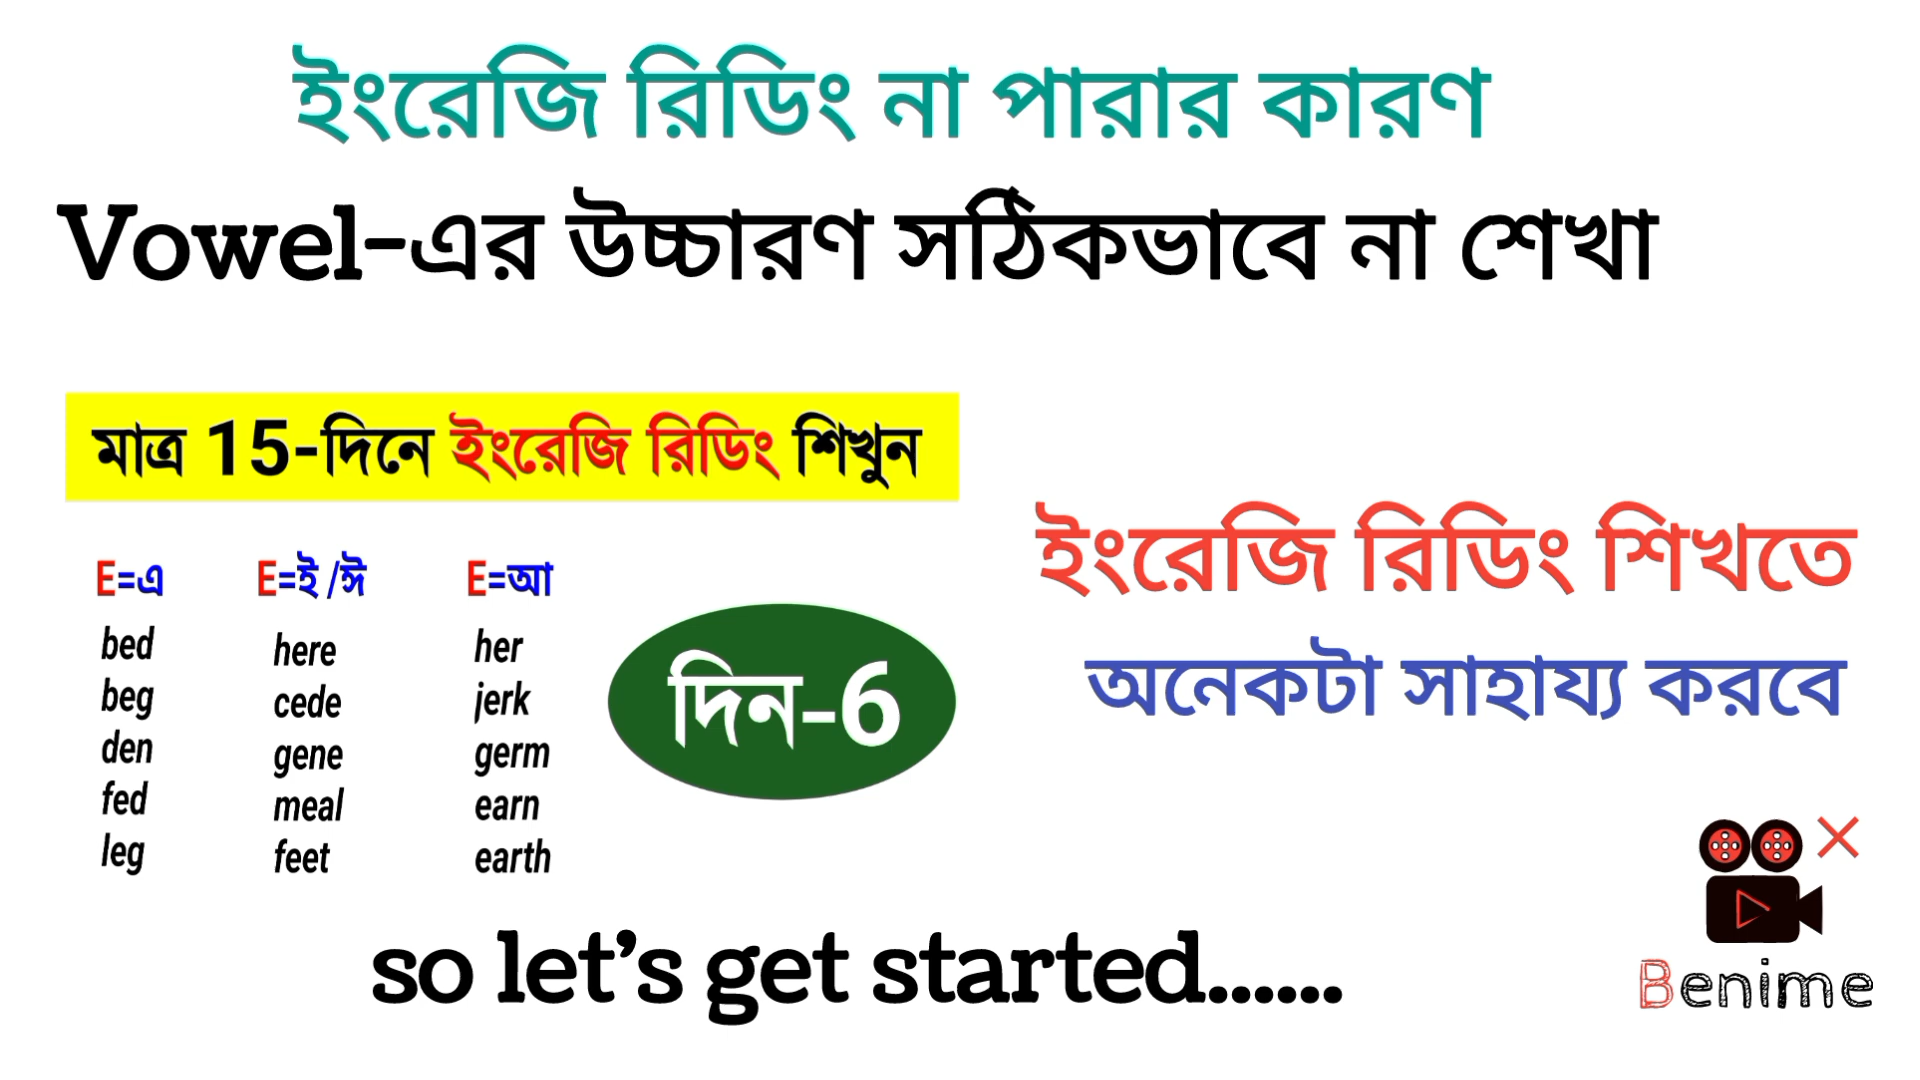 ইংরেজি রিডিং না পারার কারণ
Vowel-এর উচ্চারণ সঠিকভাবে না শেখা
মাত্র 15-দিনে ইংরেজি রিডিং শিখুন
E=এ
bed
beg
den
fed
leg
E=ই /ঈ
here
cede
gene
meal
feet
E=আ
her
jerk
germ
earn
earth
দিন-6
ইংরেজি রিডিং শিখতে
অনেকটা সাহায্য করবে
so let's get started......
Benime